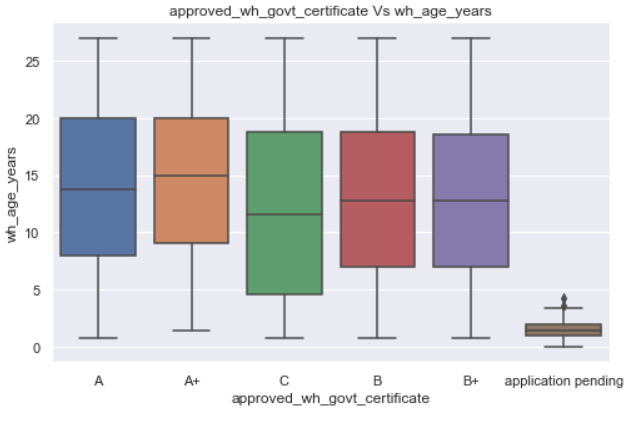 approved_wh_govt_certificate Vs wh_age_years
25
20
15
10
5
0
wh_age_years
A A+ C B B+ application pending
approved_wh_govt_certificate